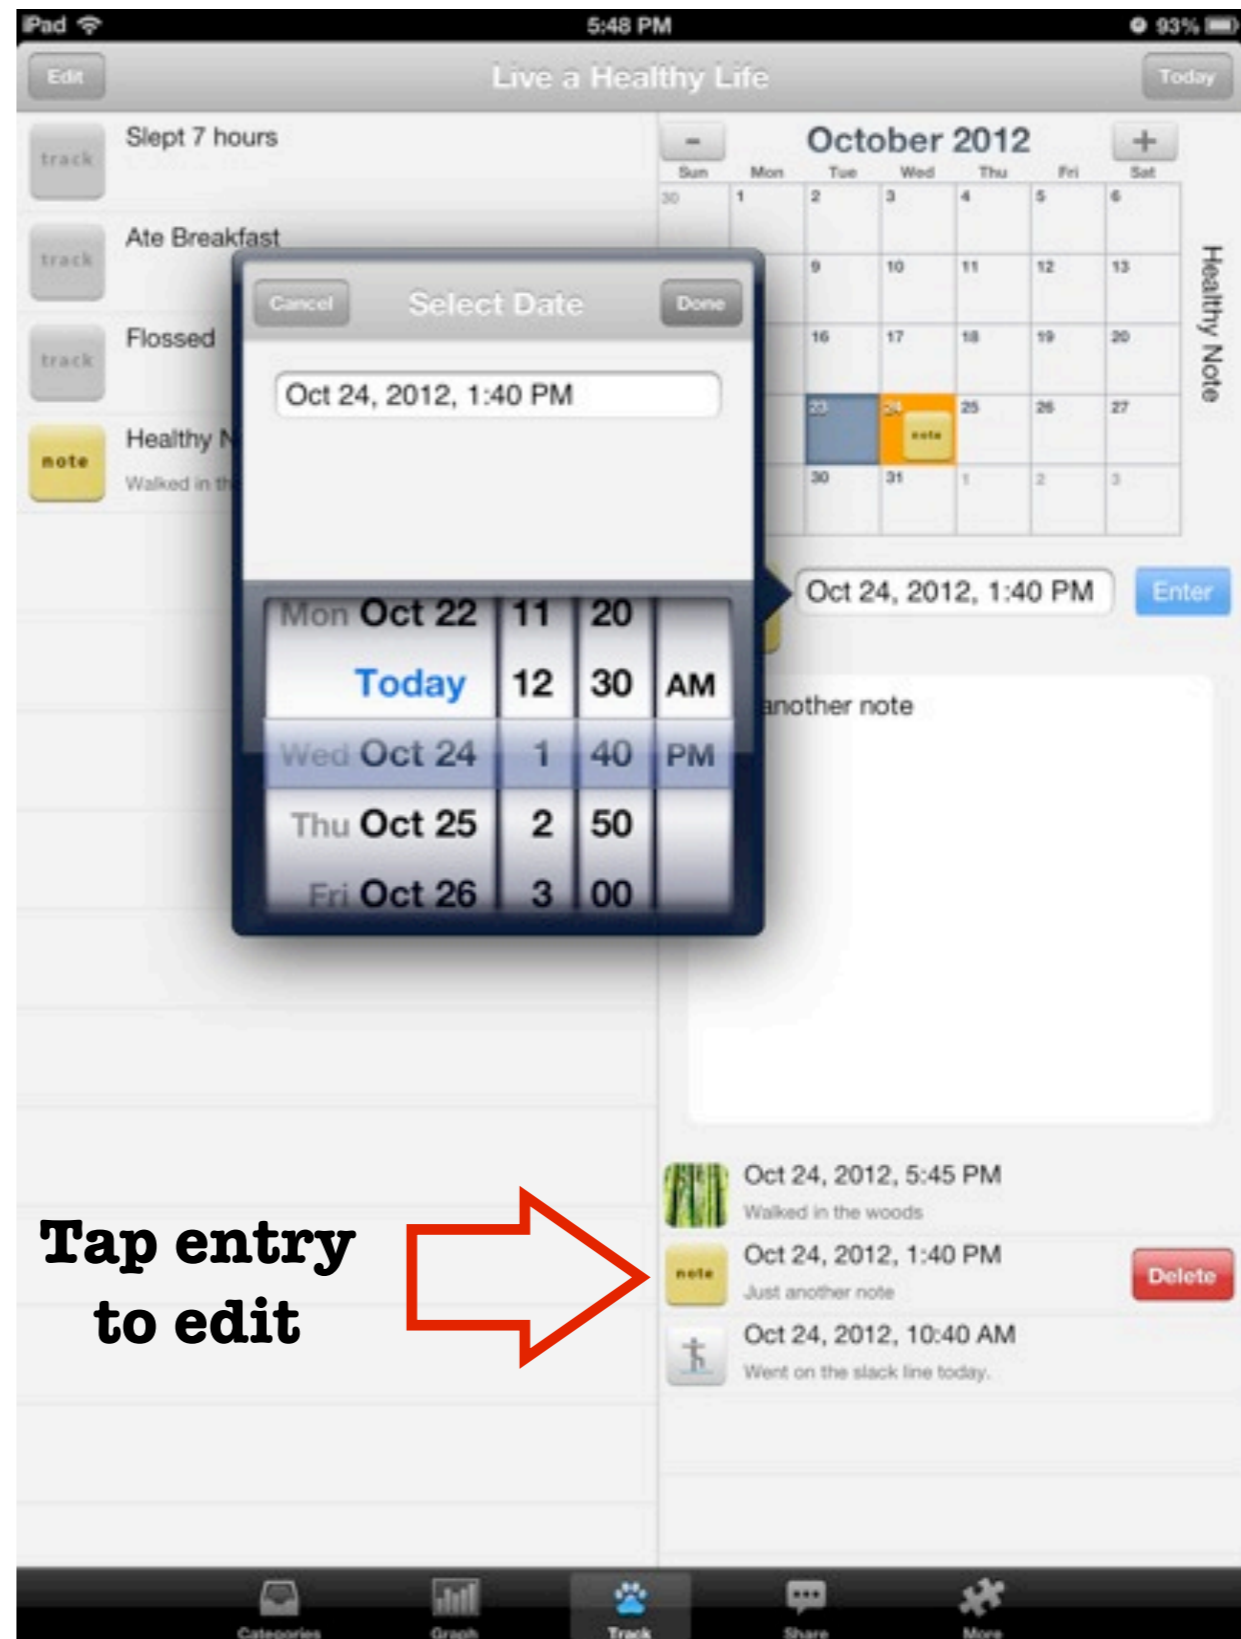 iPad 5:48 PM 93%
Edit Live a Healthy Life Today
track Slept 7 hours
track Ate Breakfast
track Flossed
note Healthy N
Walked in th
- October 2012 +
Sun Mon Tue Wed Thu Fri Sat
30 1 2 3 4 5 6
9 10 11 12 13
16 17 18 19 20
23 24 25 26 27
note
30 31 1 2 3
Healthy Note
Cancel Select Date Done
Oct 24, 2012, 1:40 PM
Mon Oct 22 11 20
Today 12 30 AM
Wed Oct 24 1 40 PM
Thu Oct 25 2 50
Fri Oct 26 3 00
Oct 24, 2012, 1:40 PM Enter
another note
Oct 24, 2012, 5:45 PM
Walked in the woods
note Oct 24, 2012, 1:40 PM Delete
Just another note
Oct 24, 2012, 10:40 AM
Went on the slack line today.
Tap entry
to edit
Categories Graph Track Share More